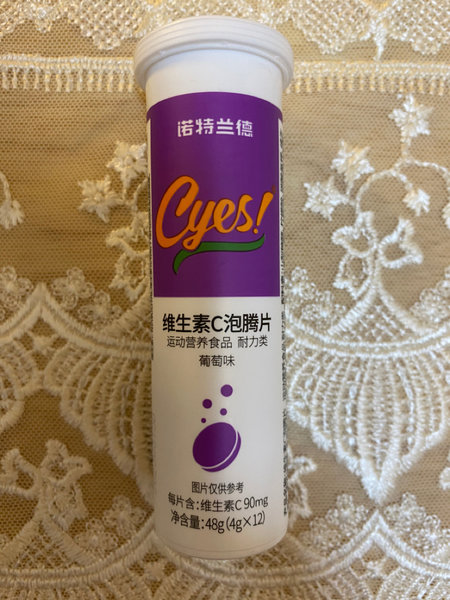 诺特兰德
Cyes!
维生素C泡腾片
运动营养食品 耐力类
葡萄味
图片仅供参考
每片含:维生素C 90mg
净含量:48g(4g×12)